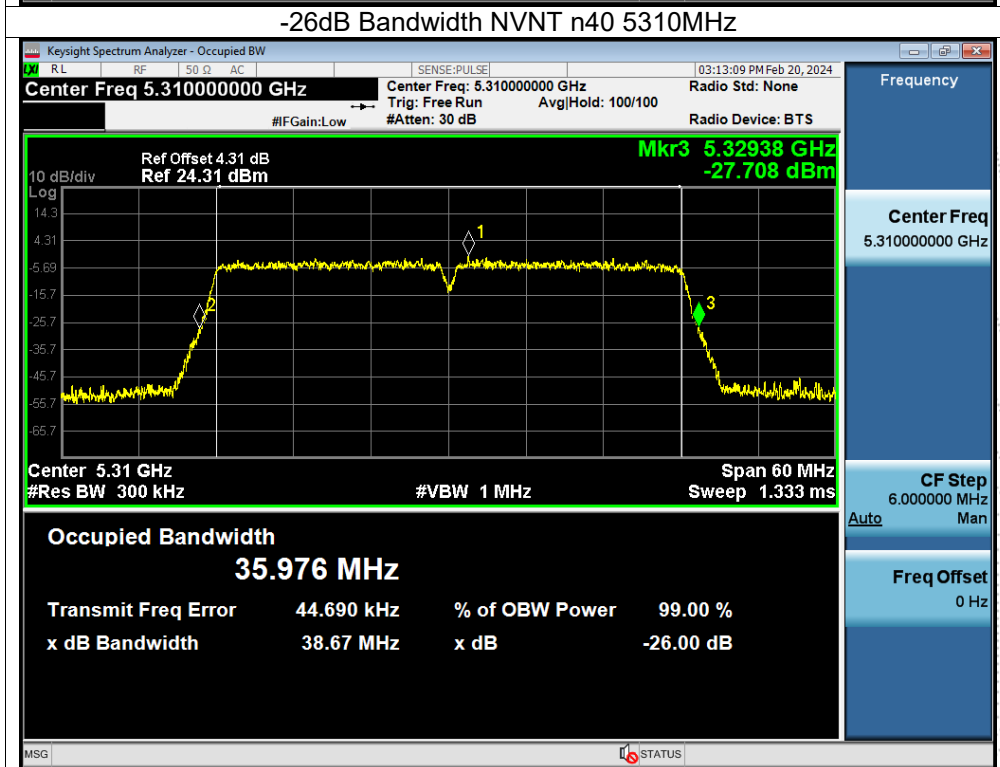 -26dB Bandwidth NVNT n40 5310MHz
Keysight Spectrum Analyzer - Occupied BW
LXI RL RF 50 Ω AC SENSE:PULSE 03:13:09 PM Feb 20, 2024
Center Freq 5.310000000 GHz
Center Freq: 5.310000000 GHz Radio Std: None
Trig: Free Run Avg|Hold: 100/100
#IFGain:Low #Atten: 30 dB Radio Device: BTS
Frequency
Mkr3 5.32938 GHz
-27.708 dBm
Ref Offset 4.31 dB
10 dB/div Ref 24.31 dBm
Log
14.3
4.31
-5.69
-15.7
-25.7
-35.7
-45.7
-55.7
-65.7
1
2
3
Center 5.31 GHz Span 60 MHz
#Res BW 300 kHz #VBW 1 MHz Sweep 1.333 ms
Center Freq
5.310000000 GHz
CF Step
6.000000 MHz
Auto Man
Freq Offset
0 Hz
Occupied Bandwidth
35.976 MHz
Transmit Freq Error 44.690 kHz % of OBW Power 99.00 %
x dB Bandwidth 38.67 MHz x dB -26.00 dB
MSG STATUS